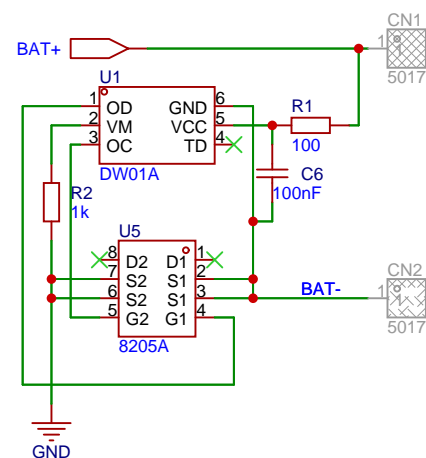 CN1
BAT+
1
1
5017
U1
1 OD GND 6
2 VM VCC 5
3 OC TD 4
DW01A
R1
100
C6
100nF
R2
1k
U5
8 D2 D1 1
7 S2 S1 2
6 S2 S1 3
5 G2 G1 4
8205A
CN2
BAT-
1
1
5017
GND